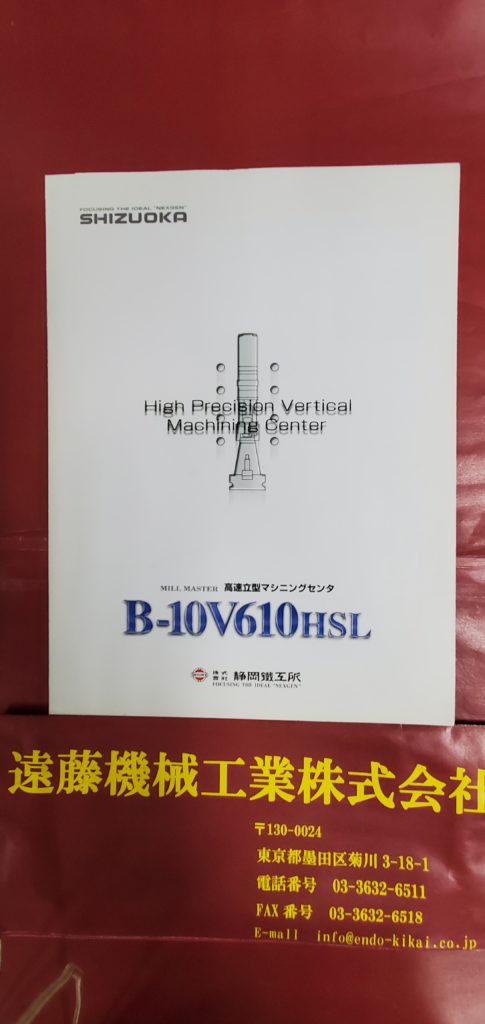 FOCUSING THE IDEAL "NEXGEN"
SHIZUOKA
High Precision Vertical
Machining Center
MILL MASTER 高速立型マシニングセンタ
B-10V610HSL
株式会社 静岡鐵工所
FOCUSING THE IDEAL "NEXGEN"
遠藤機械工業株式会社
〒130-0024
東京都墨田区菊川3-18-1
電話番号 03-3632-6511
FAX番号 03-3632-6518
E-mall info@endo-kikai.co.jp